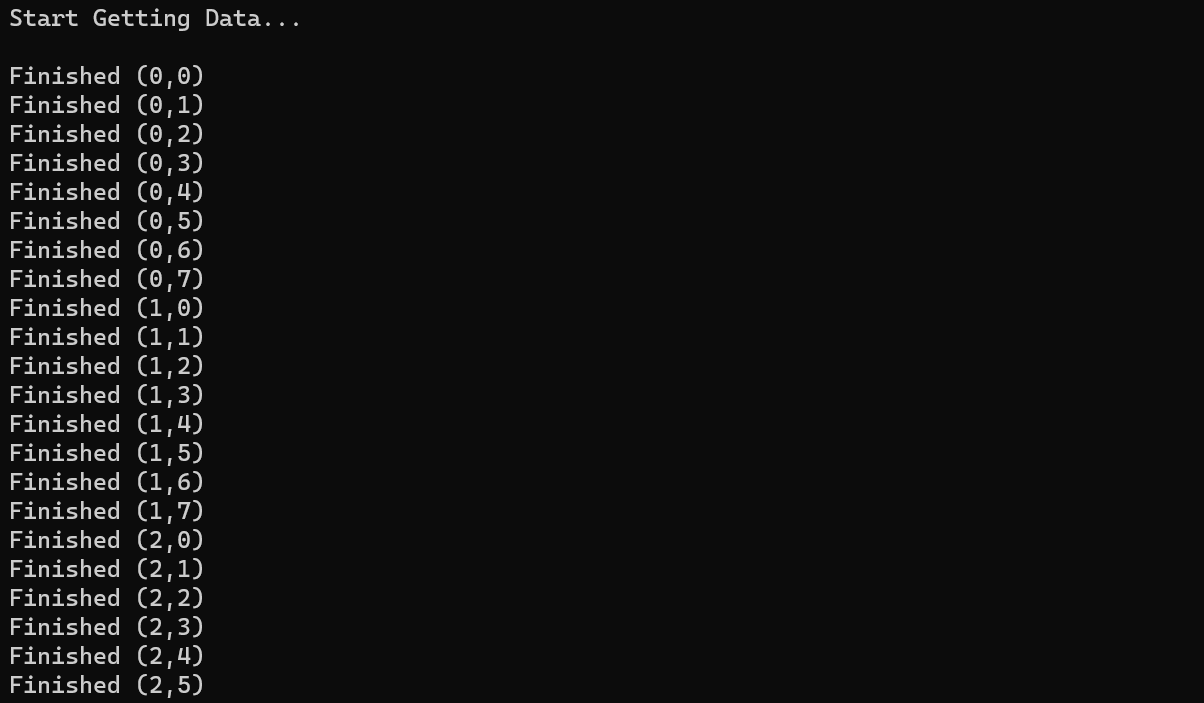 Start Getting Data...
Finished (0,0)
Finished (0,1)
Finished (0,2)
Finished (0,3)
Finished (0,4)
Finished (0,5)
Finished (0,6)
Finished (0,7)
Finished (1,0)
Finished (1,1)
Finished (1,2)
Finished (1,3)
Finished (1,4)
Finished (1,5)
Finished (1,6)
Finished (1,7)
Finished (2,0)
Finished (2,1)
Finished (2,2)
Finished (2,3)
Finished (2,4)
Finished (2,5)